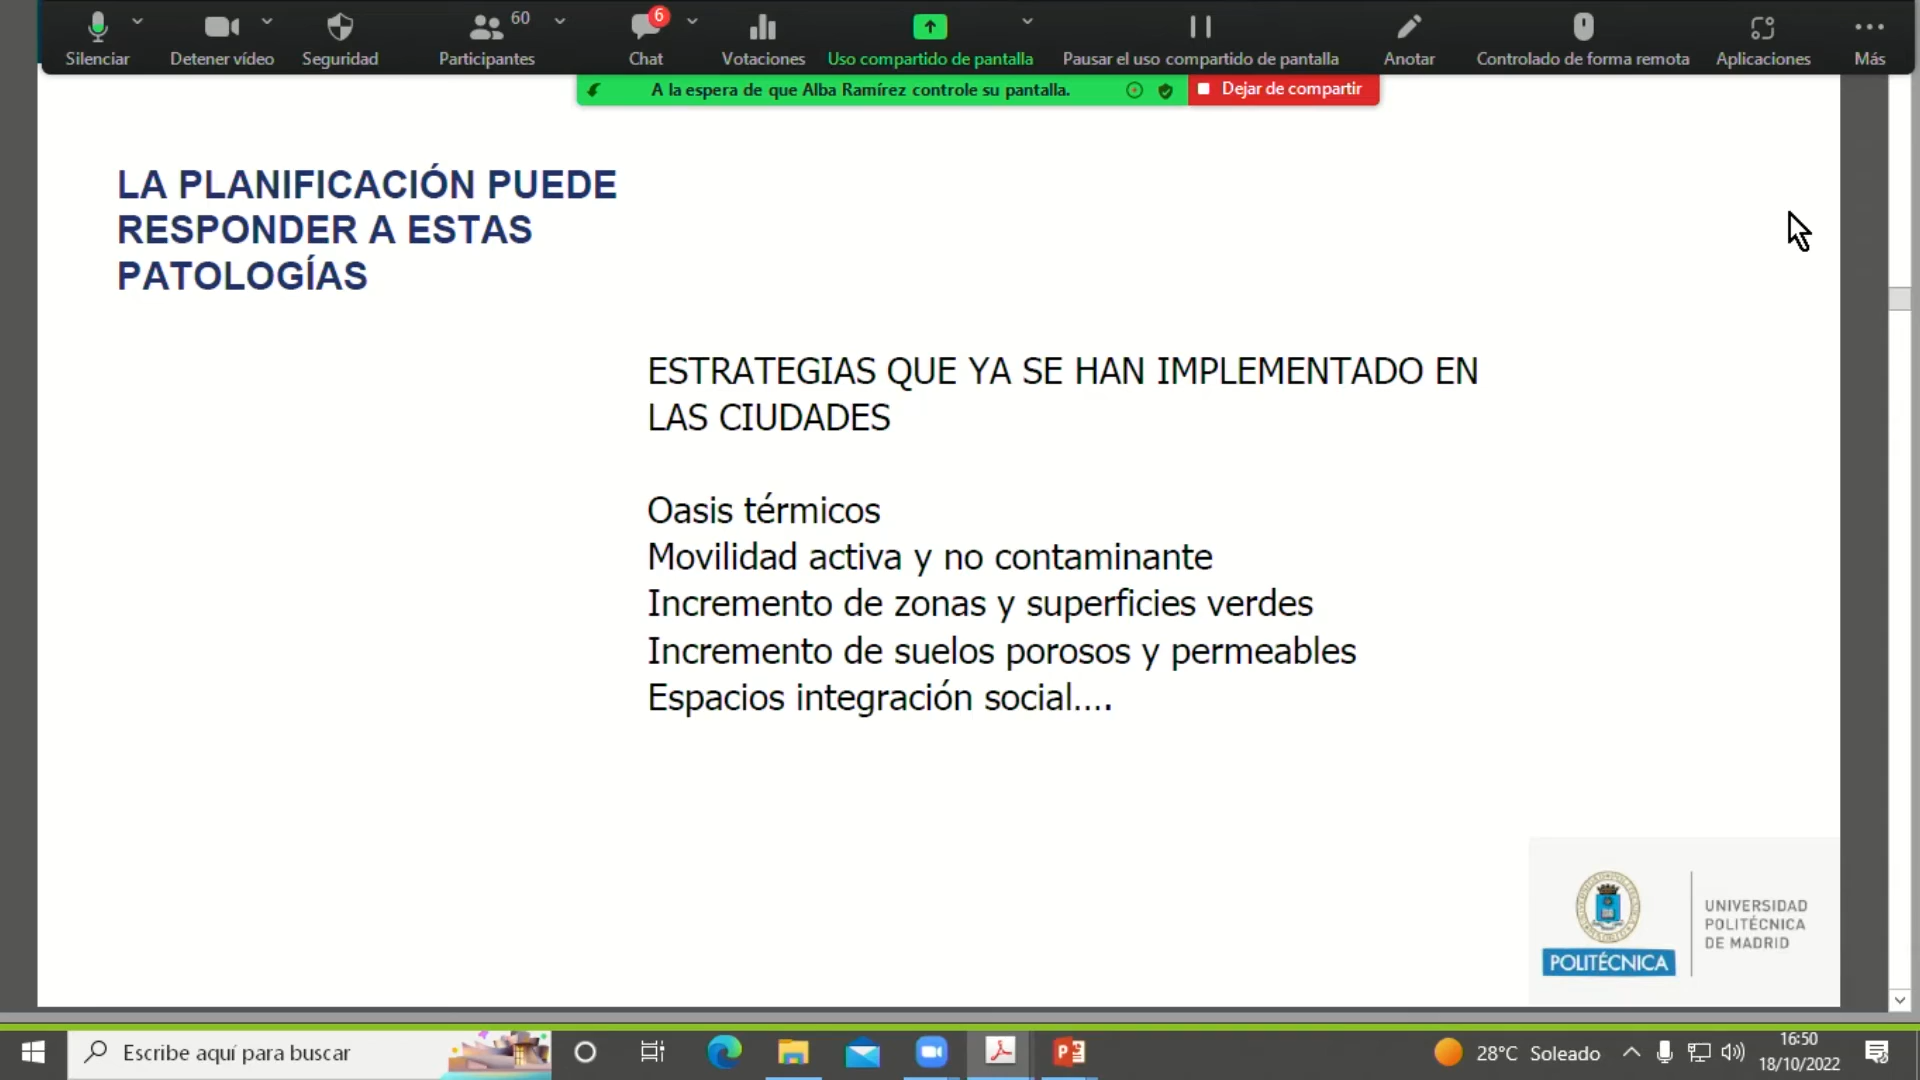 60
6
Silenciar
Detener vídeo
Seguridad
Participantes
Chat
Votaciones
Uso compartido de pantalla
Pausar el uso compartido de pantalla
Anotar
Controlado de forma remota
Aplicaciones
Más
A la espera de que Alba Ramírez controle su pantalla.
Dejar de compartir
LA PLANIFICACIÓN PUEDE
RESPONDER A ESTAS
PATOLOGÍAS
ESTRATEGIAS QUE YA SE HAN IMPLEMENTADO EN
LAS CIUDADES
Oasis térmicos
Movilidad activa y no contaminante
Incremento de zonas y superficies verdes
Incremento de suelos porosos y permeables
Espacios integración social....
UNIVERSIDAD
POLITÉCNICA
DE MADRID
POLITÉCNICA
Escribe aquí para buscar
28°C Soleado
16:50
18/10/2022